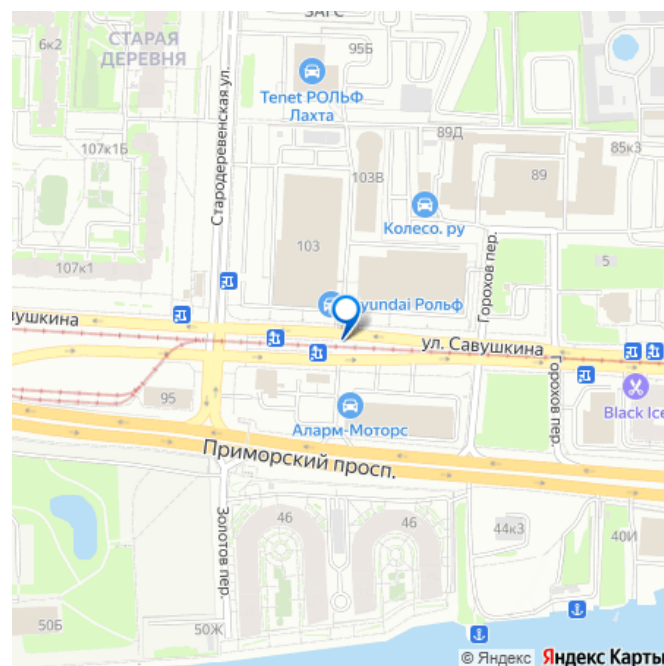 ЗАГС
6к2
СТАРАЯ
ДЕРЕВНЯ
95Б
Tenet РОЛЬФ
Лахта
Стародеревенская ул.
107к1Б
89Д
85к3
103В
89
Колесо. ру
103
Горохов пер.
5
107к1
yundai Рольф
вушкина
ул. Савушкина
95
Горохов пер.
Black Ice
Аларм-Моторс
Приморский просп.
Золотов пер.
46
46
44к3
40И
50Б
50Ж
© Яндекс Яндекс Карты